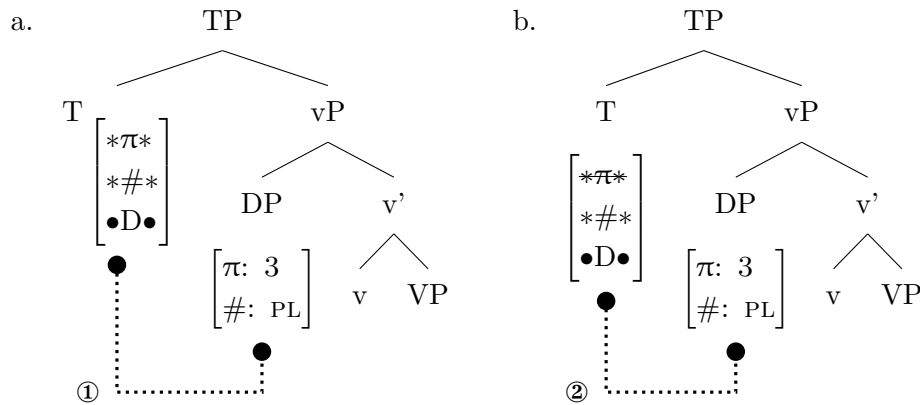 a.
TP
T
vP
∗π∗
∗#∗
●D●
DP
v'
π: 3
#: PL
v
VP
①
b.
TP
T
vP
∗π∗
∗#∗
●D●
DP
v'
π: 3
#: PL
v
VP
②